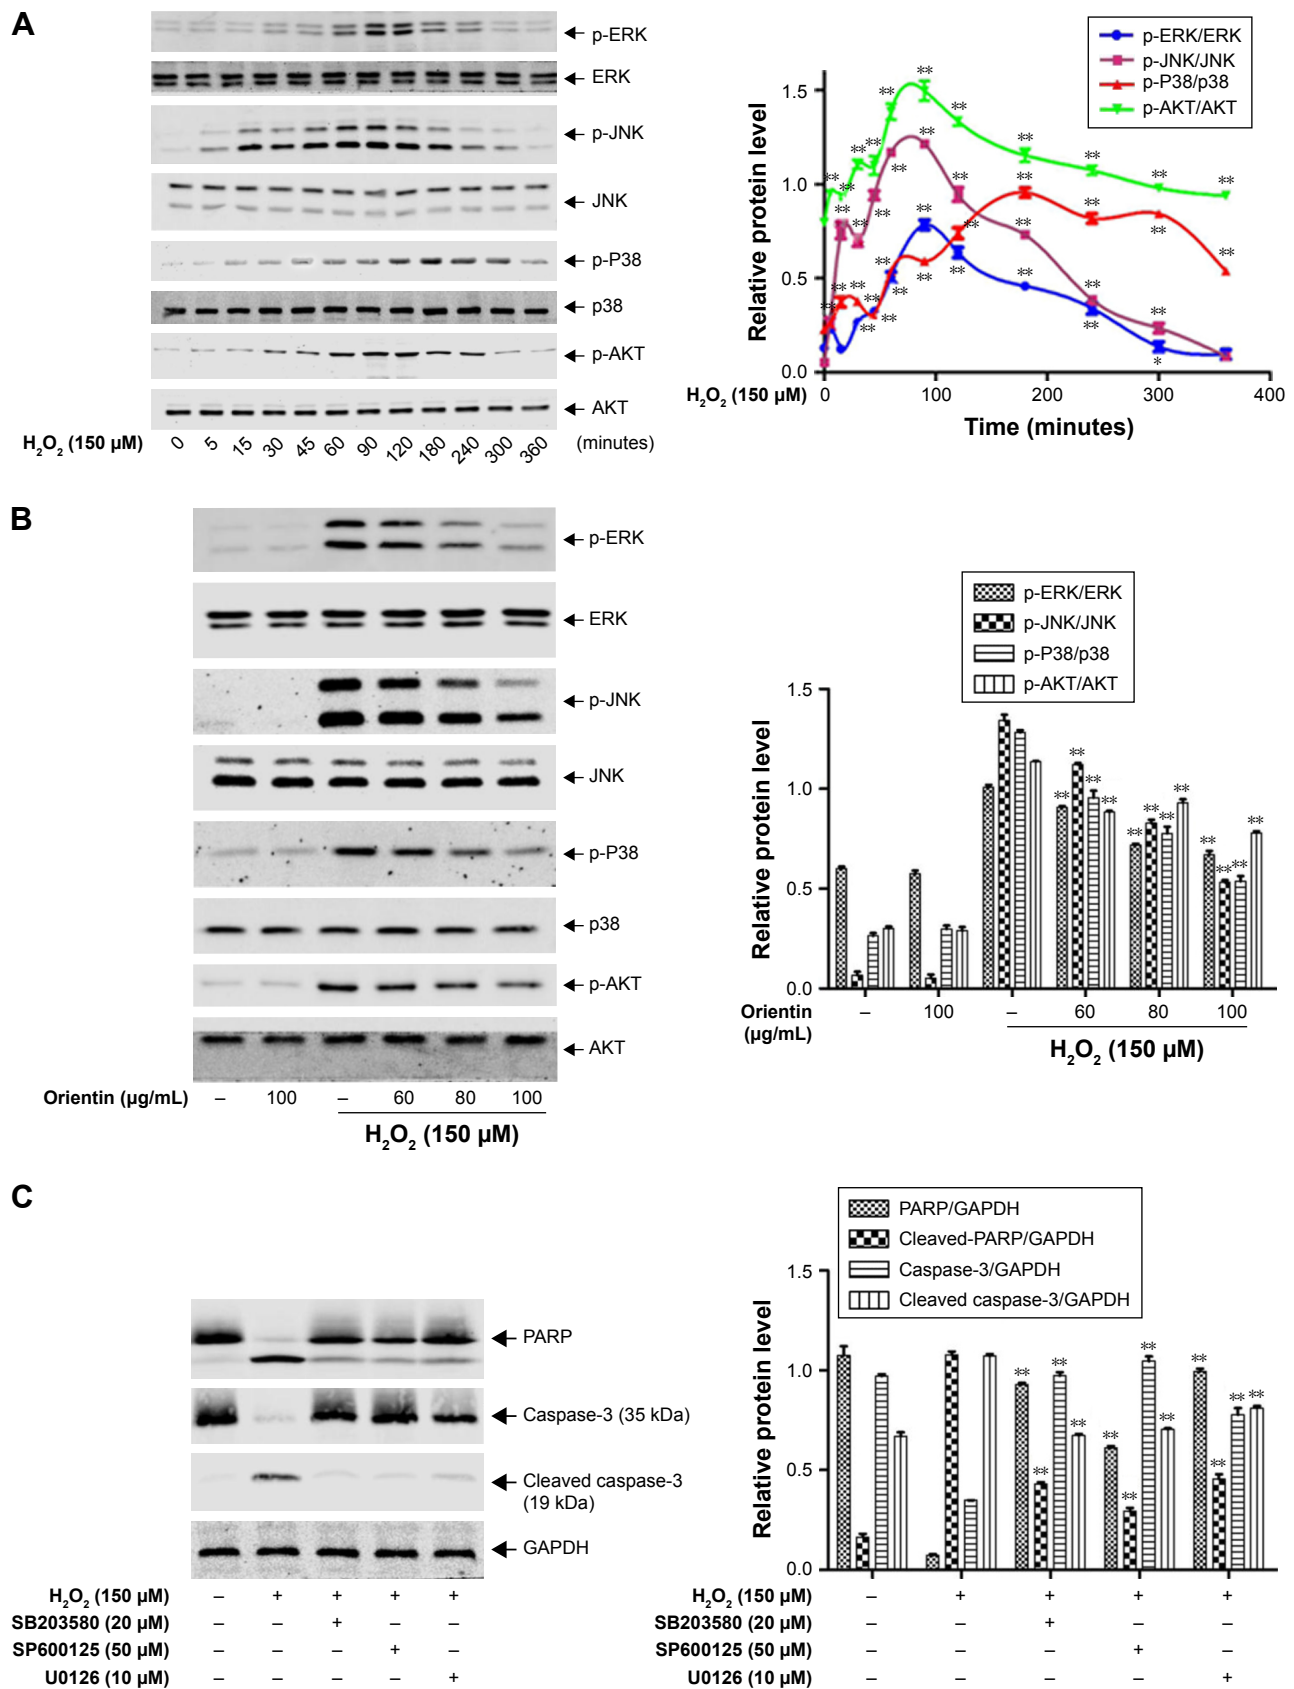 A
p-ERK
ERK
p-JNK
JNK
p-P38
p38
p-AKT
AKT
H₂O₂ (150 µM) 0 5 15 30 45 60 90 120 180 240 300 360 (minutes)
p-ERK/ERK
p-JNK/JNK
p-P38/p38
p-AKT/AKT
Relative protein level
1.5
1.0
0.5
0.0
** ** ** ** ** ** ** ** ** ** ** **
** ** ** ** ** ** ** **
** ** ** ** ** ** ** ** ** ** **
** ** ** ** *
H₂O₂ (150 µM) 0 100 200 300 400
Time (minutes)
B
p-ERK
ERK
p-JNK
JNK
p-P38
p38
p-AKT
AKT
Orientin (µg/mL) – 100 – 60 80 100
H₂O₂ (150 µM)
p-ERK/ERK
p-JNK/JNK
p-P38/p38
p-AKT/AKT
Relative protein level
1.5
1.0
0.5
0.0
** ** ** ** ** ** ** ** ** ** ** **
Orientin (µg/mL) – 100 – 60 80 100
H₂O₂ (150 µM)
C
PARP
Caspase-3 (35 kDa)
Cleaved caspase-3
(19 kDa)
GAPDH
H₂O₂ (150 µM) – + + + +
SB203580 (20 µM) – – + – –
SP600125 (50 µM) – – – + –
U0126 (10 µM) – – – – +
PARP/GAPDH
Cleaved-PARP/GAPDH
Caspase-3/GAPDH
Cleaved caspase-3/GAPDH
Relative protein level
1.5
1.0
0.5
0.0
** ** ** ** ** ** ** ** ** ** ** **
H₂O₂ (150 µM) – + + + +
SB203580 (20 µM) – – + – –
SP600125 (50 µM) – – – + –
U0126 (10 µM) – – – – +